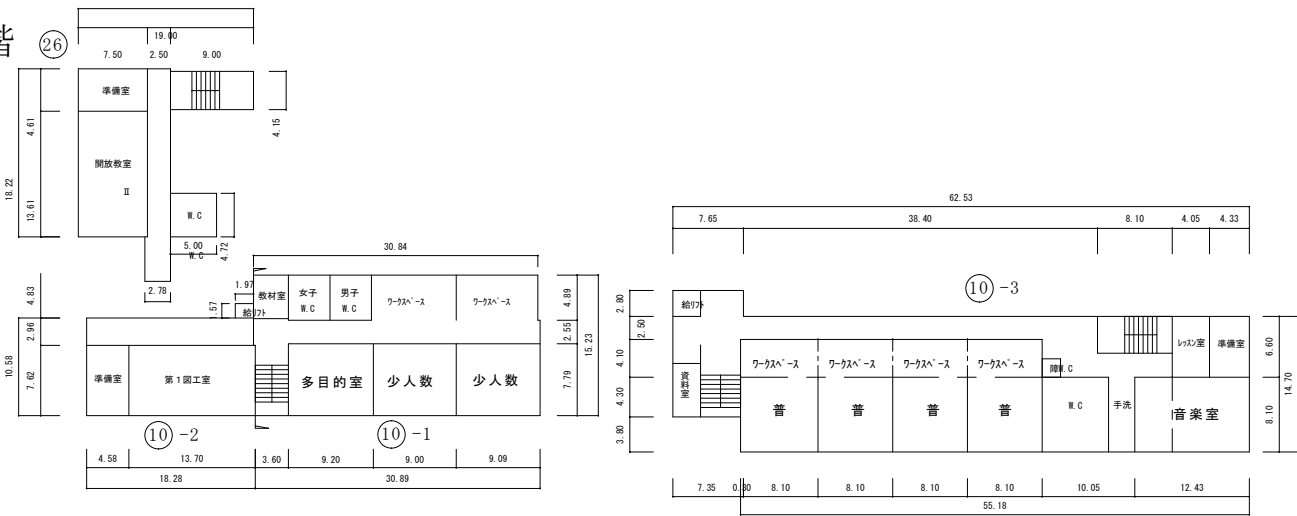 階
26
19.00
7.50 2.50 9.00
準備室
4.61
4.15
18.22
開放教室
Ⅱ
13.61
W.C
5.00
W.C
4.72
30.84
2.78
1.97
4.83
1.57
給リフト
教材室
女子
W.C
男子
W.C
ワークスペース
ワークスペース
4.89
2.55
15.23
7.79
10.58
2.96
7.62
準備室
第1図工室
多目的室
少人数
少人数
10 -2
10 -1
4.58 13.70 3.60 9.20 9.00 9.09
18.28 30.89
62.53
7.65 38.40 8.10 4.05 4.33
10 -3
2.80
2.50
給リフト
4.10
4.30
3.80
資料室
ワークスペース
ワークスペース
ワークスペース
ワークスペース
障W.C
レッスン室
準備室
6.60
14.70
8.10
普
普
普
普
W.C
手洗
音楽室
7.35 0.30 8.10 8.10 8.10 8.10 10.05 12.43
55.18